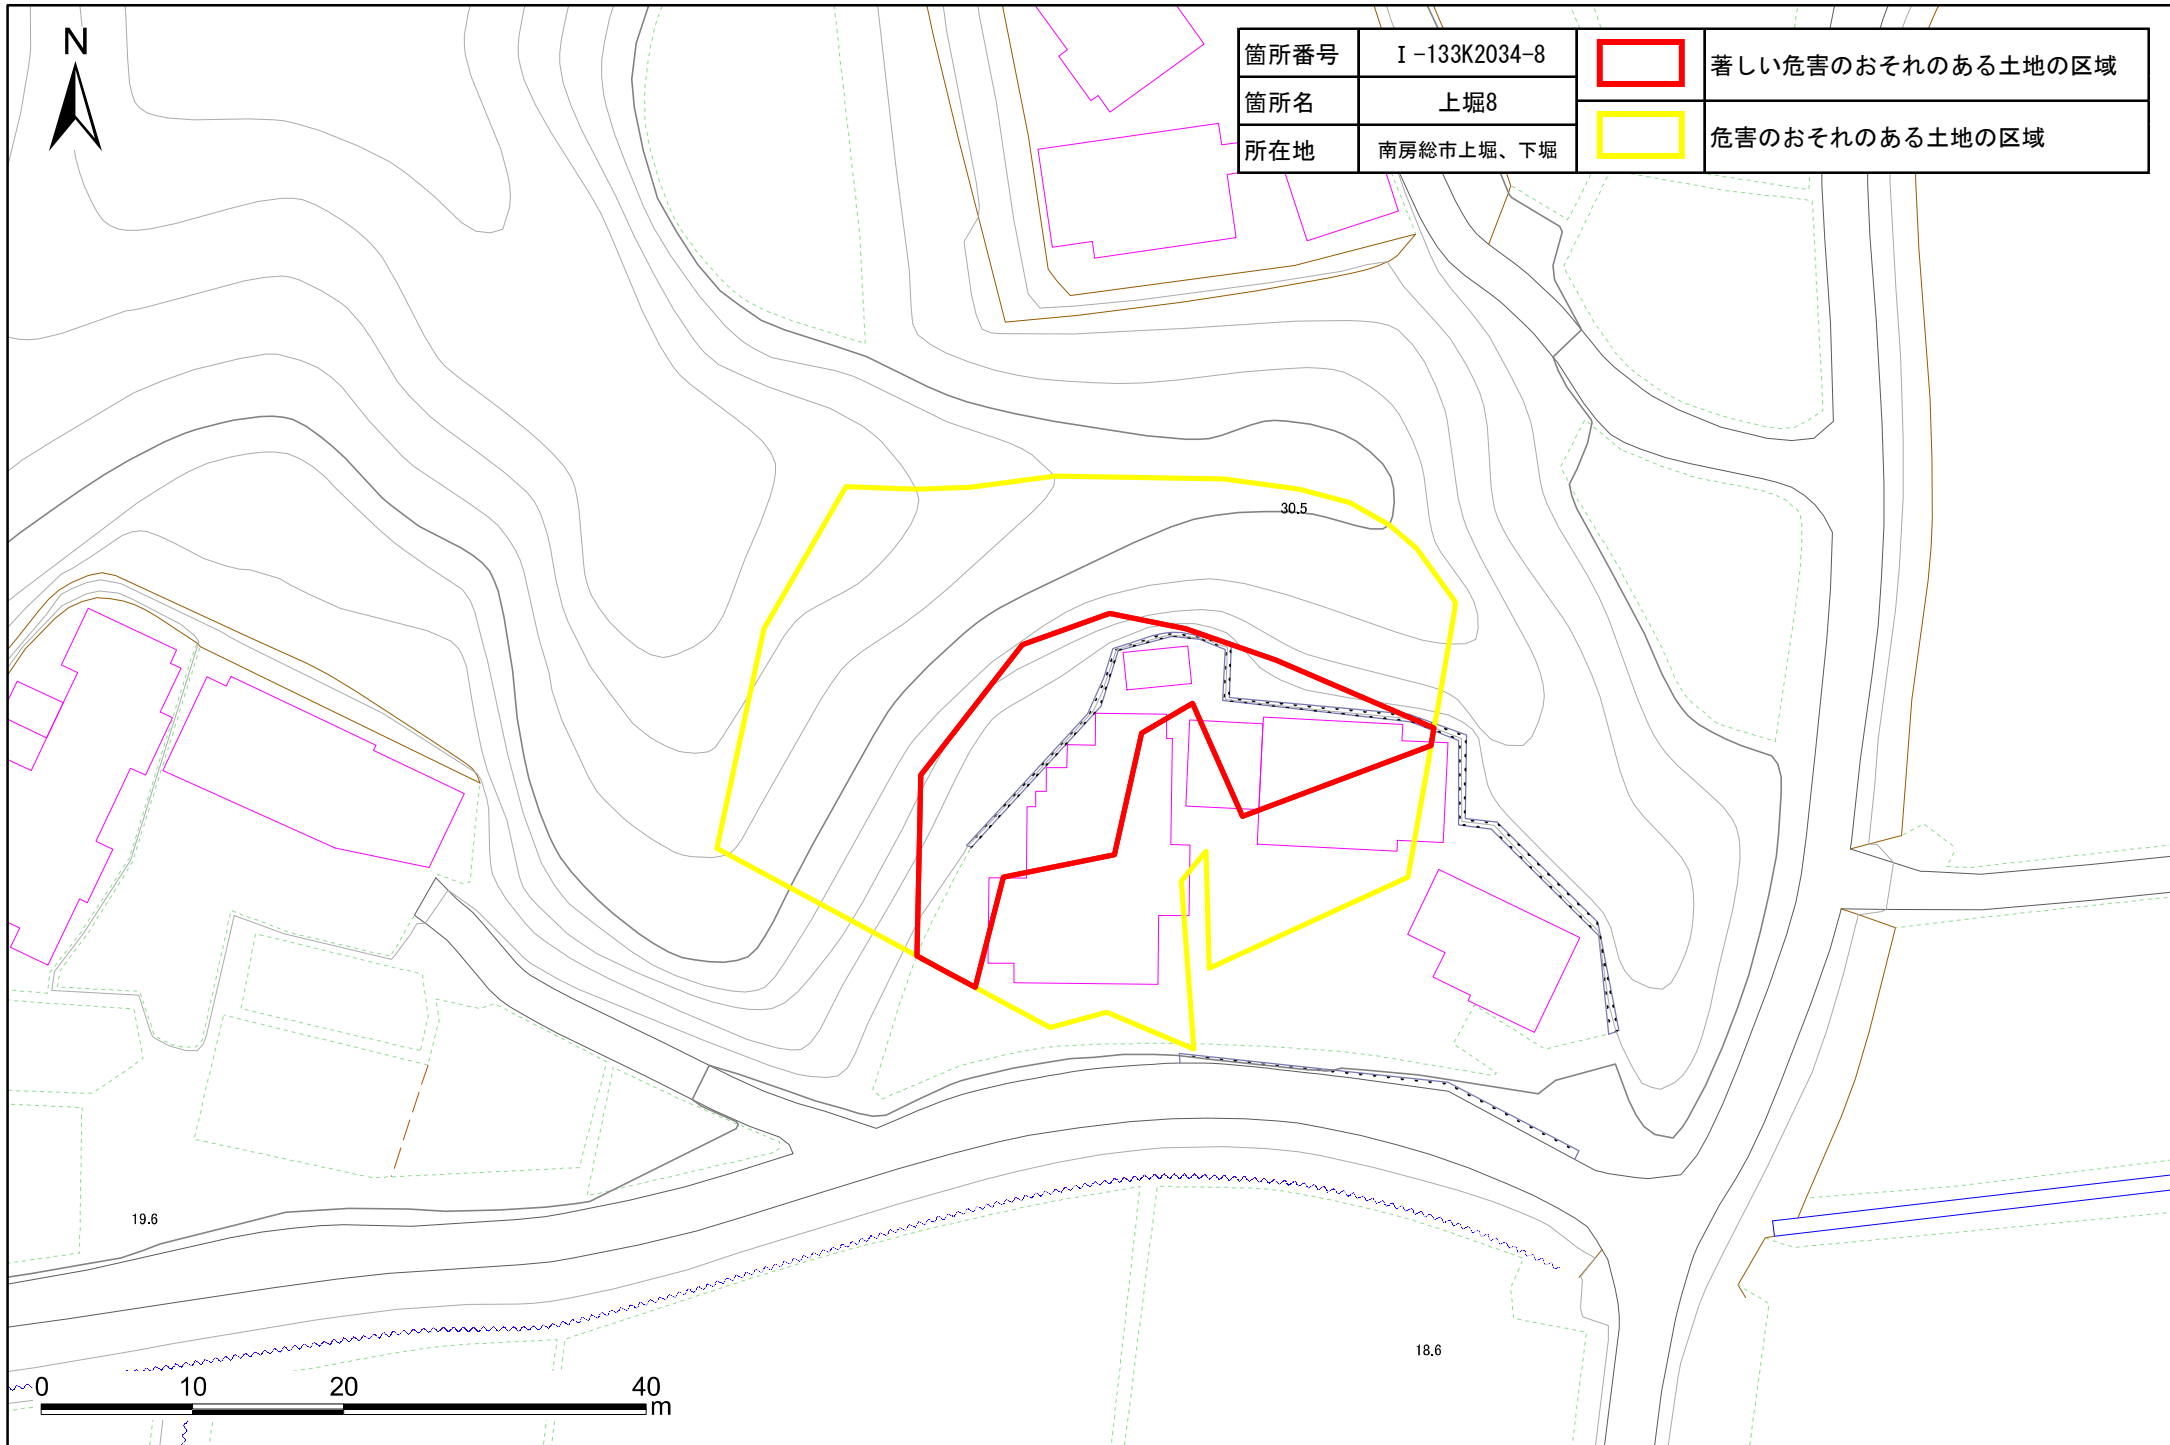 N
箇所番号 Ⅰ-133K2034-8
箇所名 上堀8
所在地 南房総市上堀、下堀
著しい危害のおそれのある土地の区域
危害のおそれのある土地の区域
30.5
19.6
18.6
0 10 20 40 m